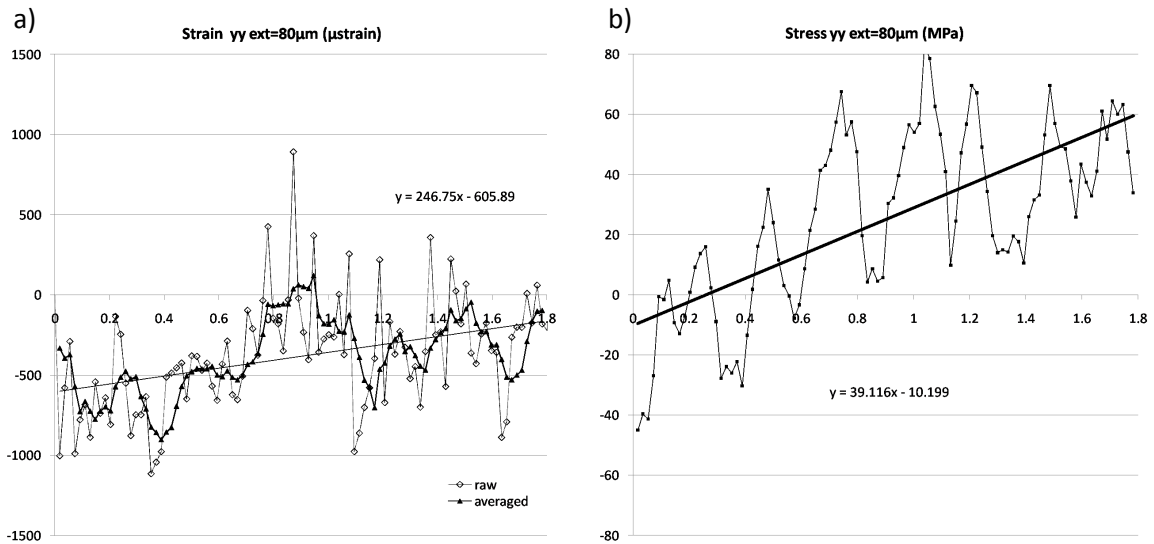 a)
Strain yy ext=80µm (µstrain)
1500
1000
500
0
-500
-1000
-1500
0 0.2 0.4 0.6 0.8 1 1.2 1.4 1.6 1.8
y = 246.75x - 605.89
raw
averaged
b)
Stress yy ext=80µm (MPa)
80
60
40
20
0
-20
-40
-60
-80
0 0.2 0.4 0.6 0.8 1 1.2 1.4 1.6 1.8
y = 39.116x - 10.199